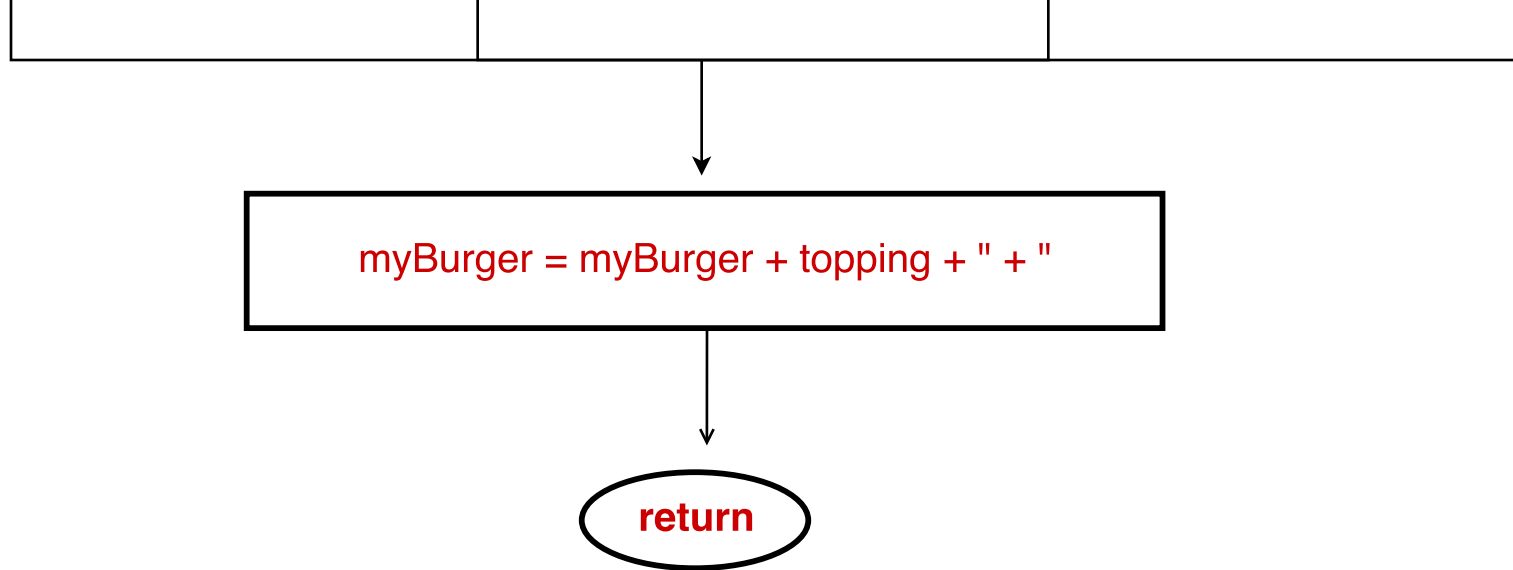 myBurger = myBurger + topping + " + "
return